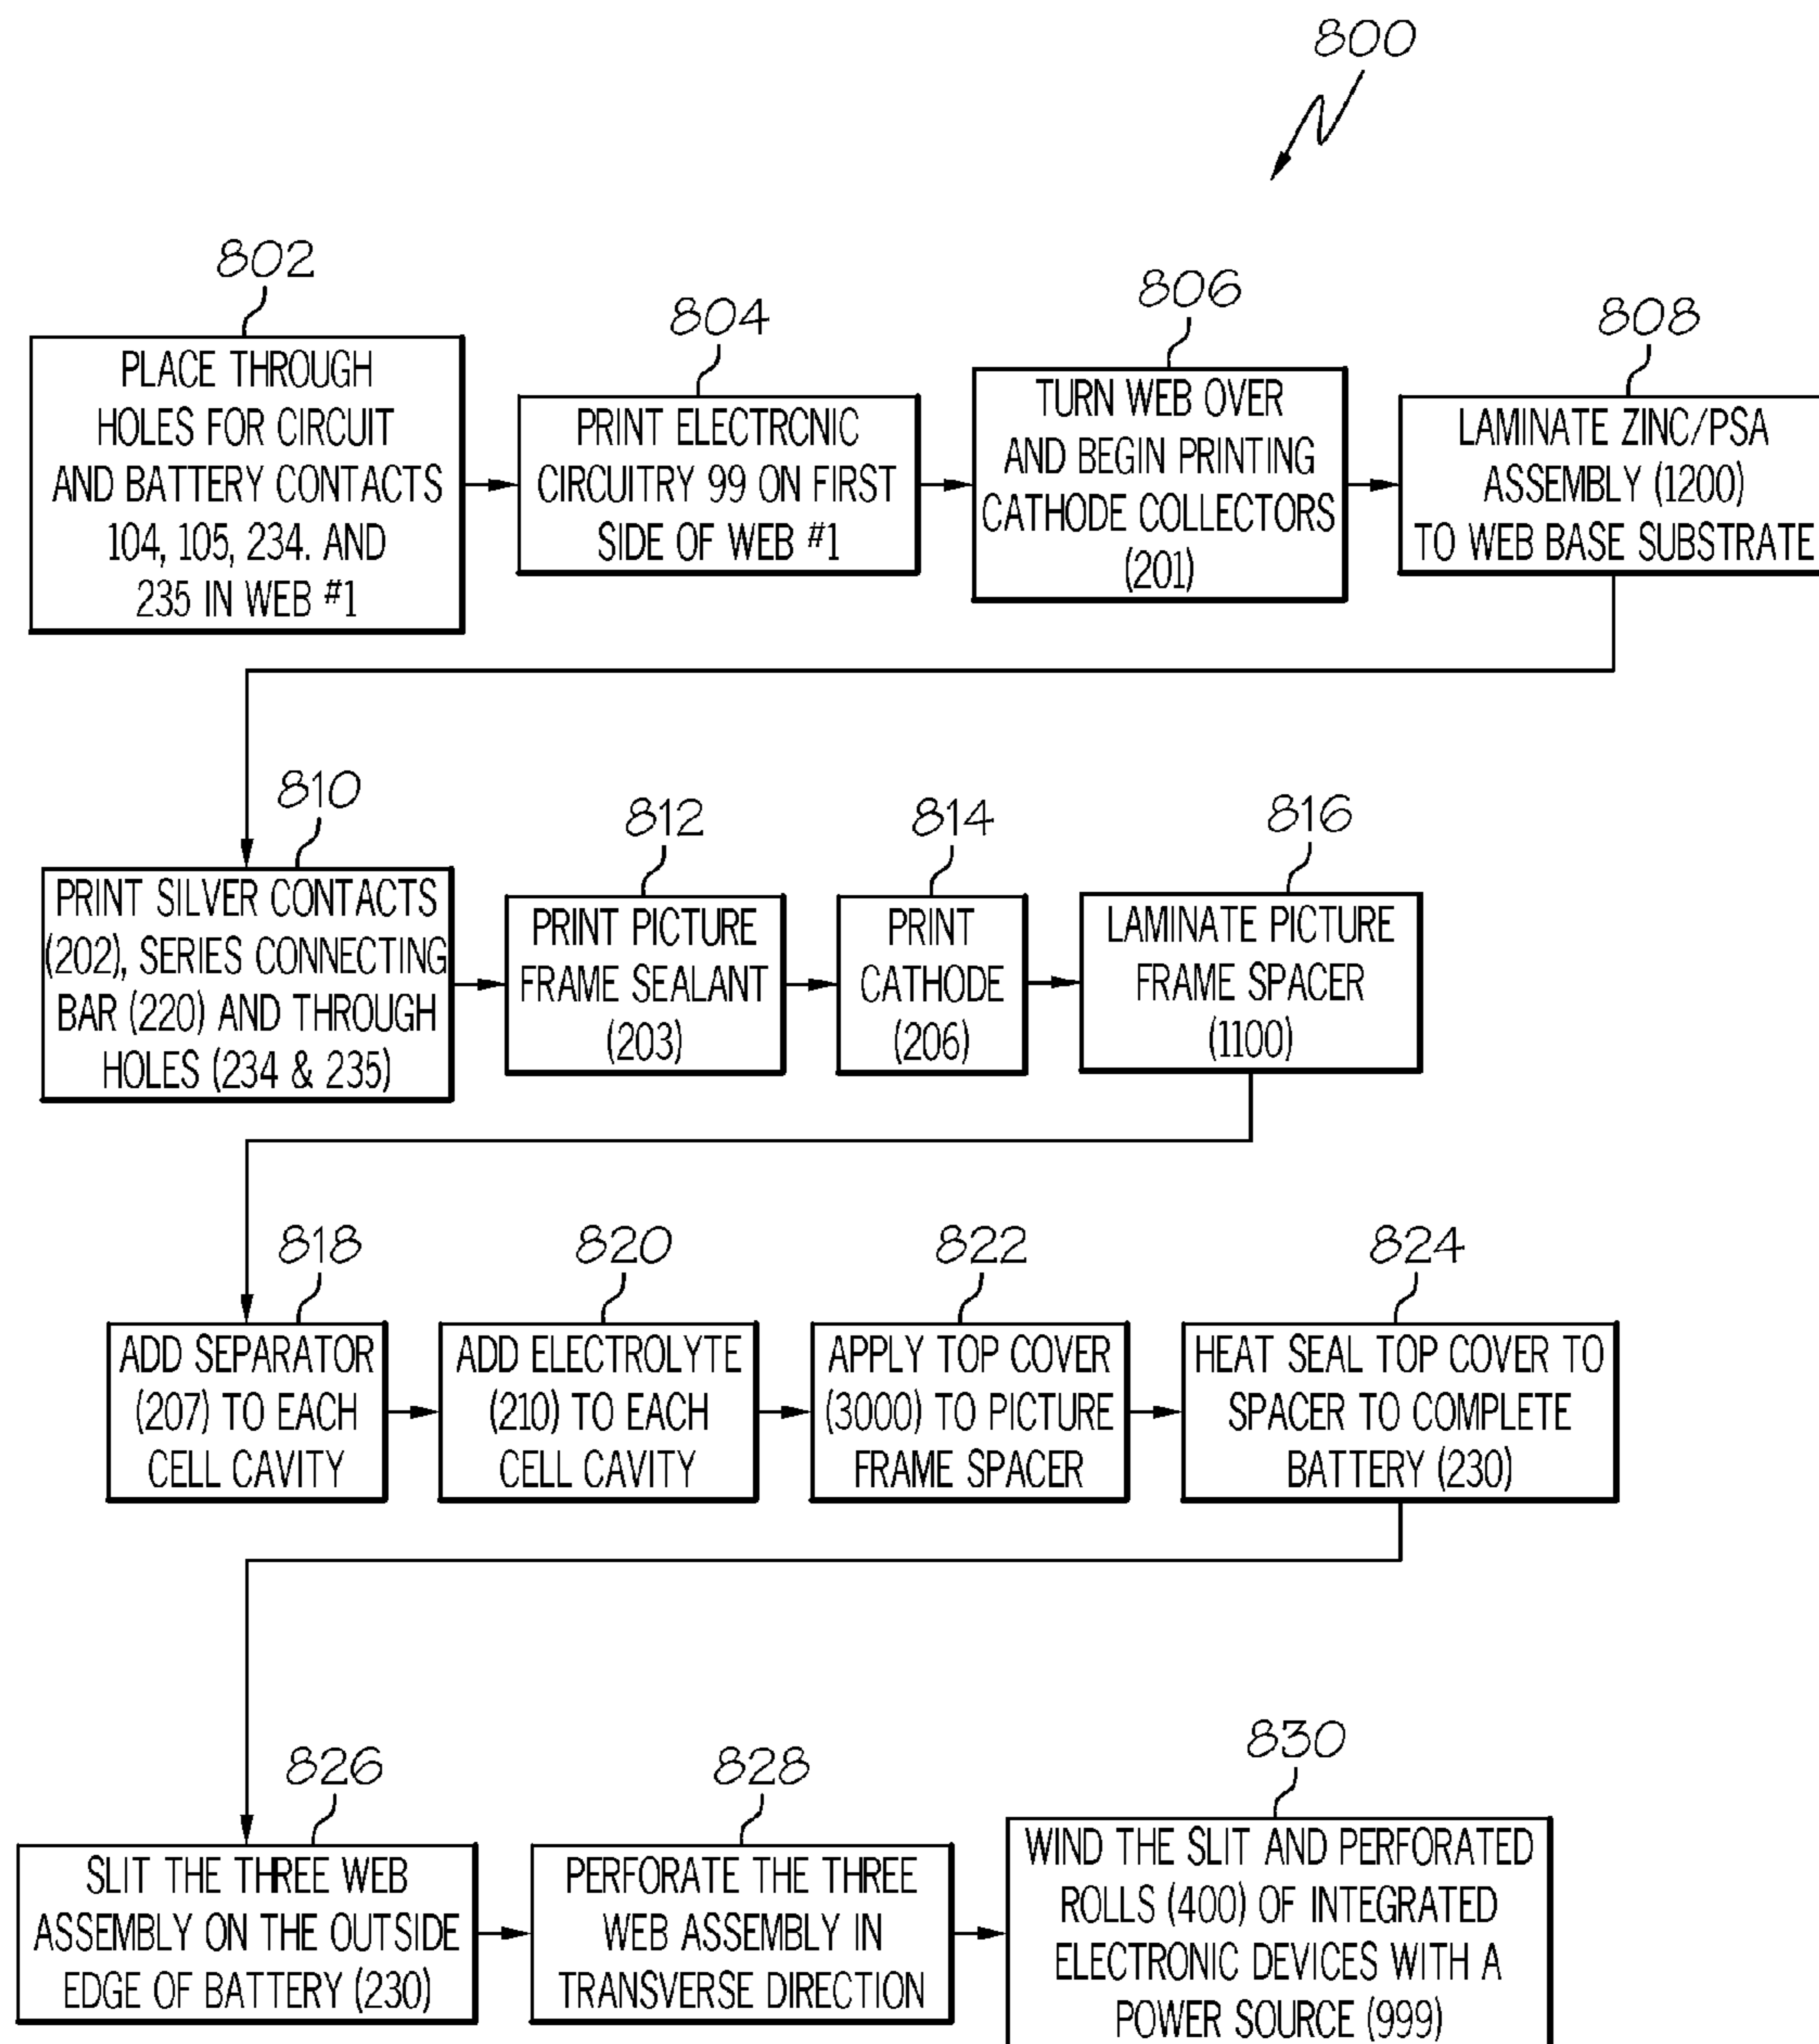 800
802
PLACE THROUGH
HOLES FOR CIRCUIT
AND BATTERY CONTACTS
104, 105, 234. AND
235 IN WEB #1
804
PRINT ELECTRCNIC
CIRCUITRY 99 ON FIRST
SIDE OF WEB #1
806
TURN WEB OVER
AND BEGIN PRINTING
CATHODE COLLECTORS
(201)
808
LAMINATE ZINC/PSA
ASSEMBLY (1200)
TO WEB BASE SUBSTRATE
810
PRINT SILVER CONTACTS
(202), SERIES CONNECTING
BAR (220) AND THROUGH
HOLES (234 & 235)
812
PRINT PICTURE
FRAME SEALANT
(203)
814
PRINT
CATHODE
(206)
816
LAMINATE PICTURE
FRAME SPACER
(1100)
818
ADD SEPARATOR
(207) TO EACH
CELL CAVITY
820
ADD ELECTROLYTE
(210) TO EACH
CELL CAVITY
822
APPLY TOP COVER
(3000) TO PICTURE
FRAME SPACER
824
HEAT SEAL TOP COVER TO
SPACER TO COMPLETE
BATTERY (230)
826
SLIT THE THREE WEB
ASSEMBLY ON THE OUTSIDE
EDGE OF BATTERY (230)
828
PERFORATE THE THREE
WEB ASSEMBLY IN
TRANSVERSE DIRECTION
830
WIND THE SLIT AND PERFORATED
ROLLS (400) OF INTEGRATED
ELECTRONIC DEVICES WITH A
POWER SOURCE (999)